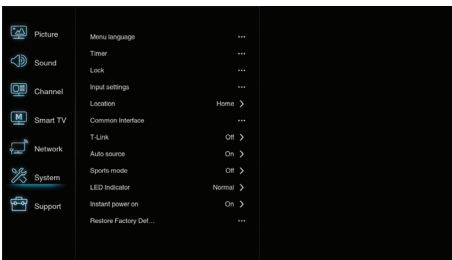 Picture
Sound
Channel
M
Smart TV
Network
System
Support
Menu language ...
Timer ...
Lock ...
Input settings ...
Location Home >
Common Interface ...
T-Link Off >
Auto source On >
Sports mode Off >
LED Indicator Normal >
Instant power on On >
Restore Factory Def... ...